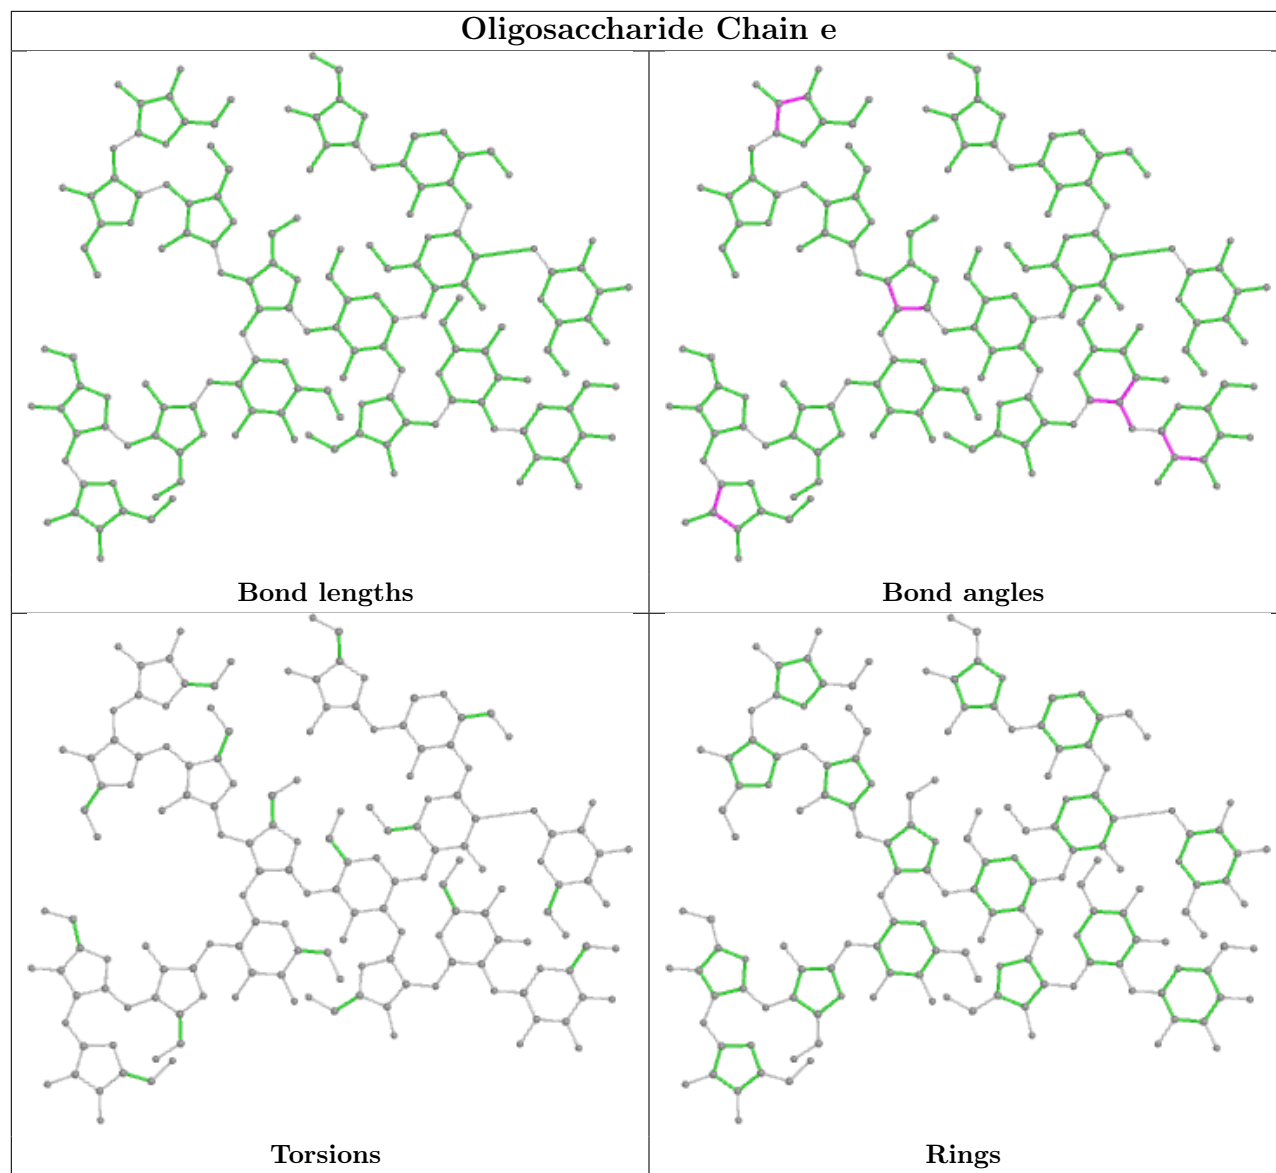 Oligosaccharide Chain e
Bond lengths
Bond angles
Torsions
Rings